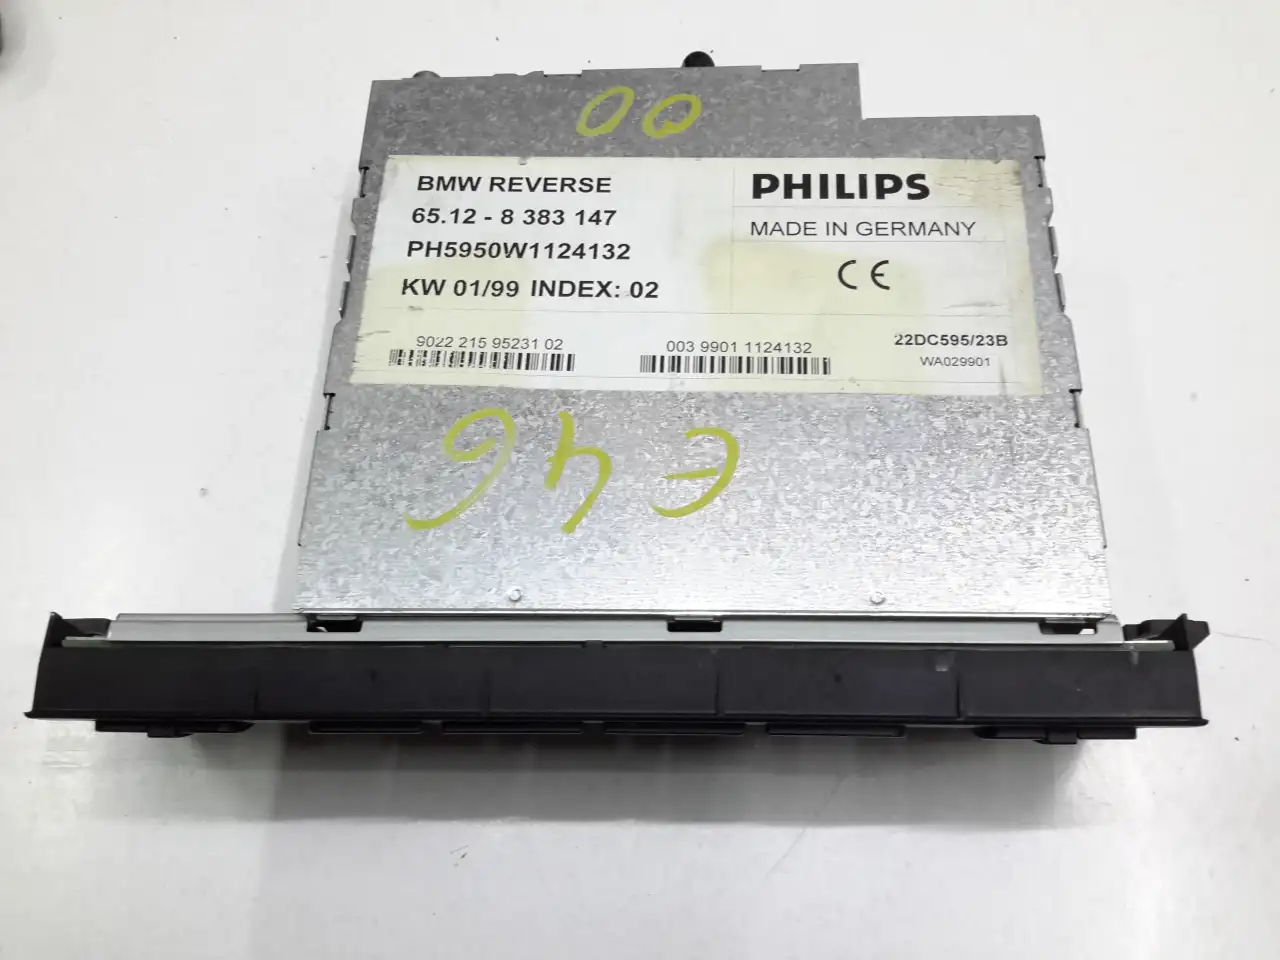 00
BMW REVERSE
65.12 - 8 383 147
PH5950W1124132
KW 01/99 INDEX: 02
PHILIPS
MADE IN GERMANY
CE
9022 215 95231 02
003 9901 1124132
22DC595/23B
WA029901
E46